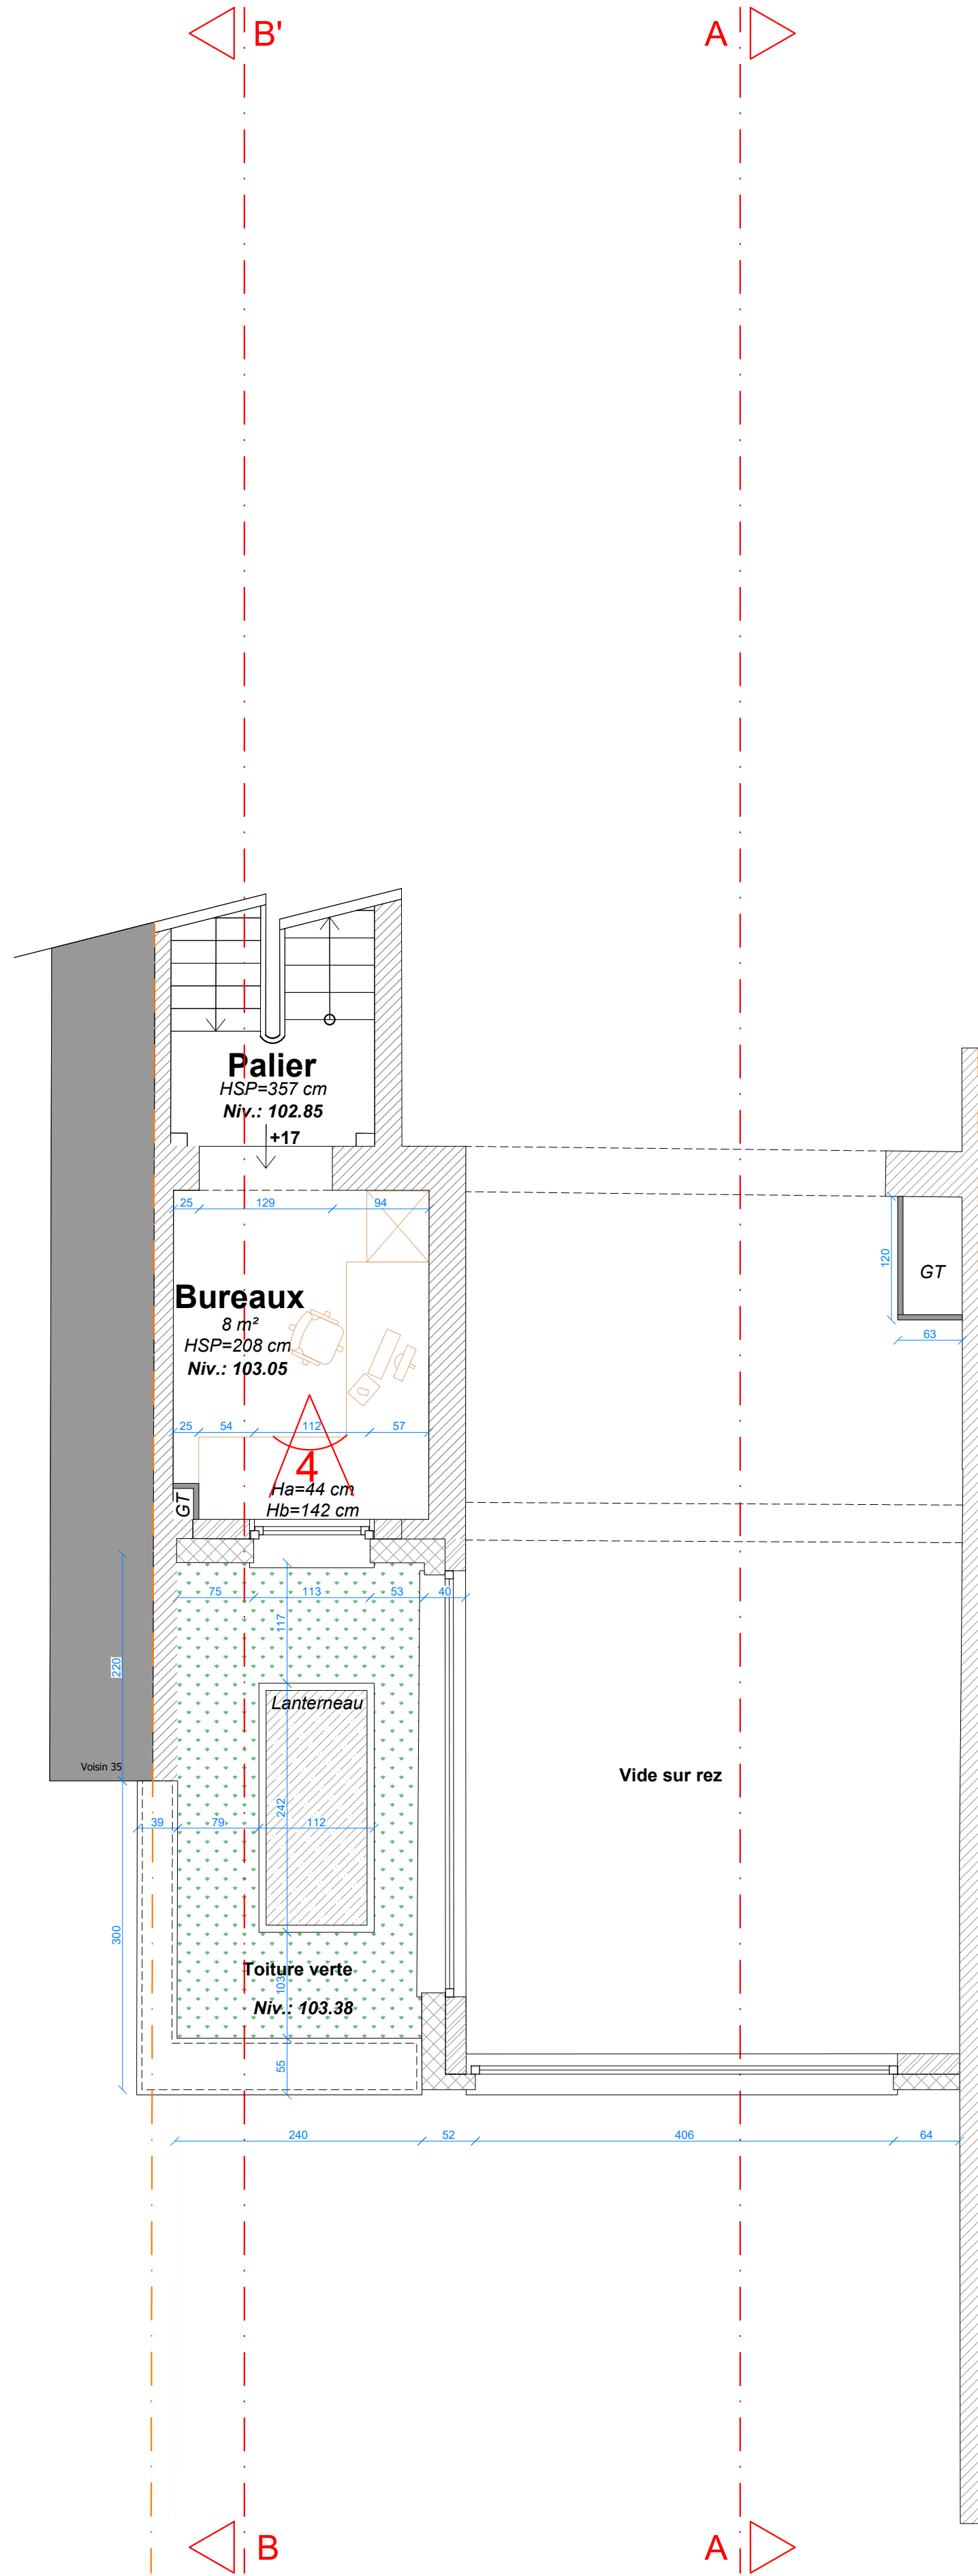 B'
A
Palier
HSP=357 cm
Niv.: 102.85
+17
25
129
94
120
GT
63
Bureaux
8 m²
HSP=208 cm
Niv.: 103.05
25
54
112
57
4
Ha=44 cm
Hb=142 cm
GT
75
113
53
40
117
220
Lanterneau
Voisin 35
Vide sur rez
39
79
242
112
300
Toiture verte
103
Niv.: 103.38
55
240
52
406
64
B
A